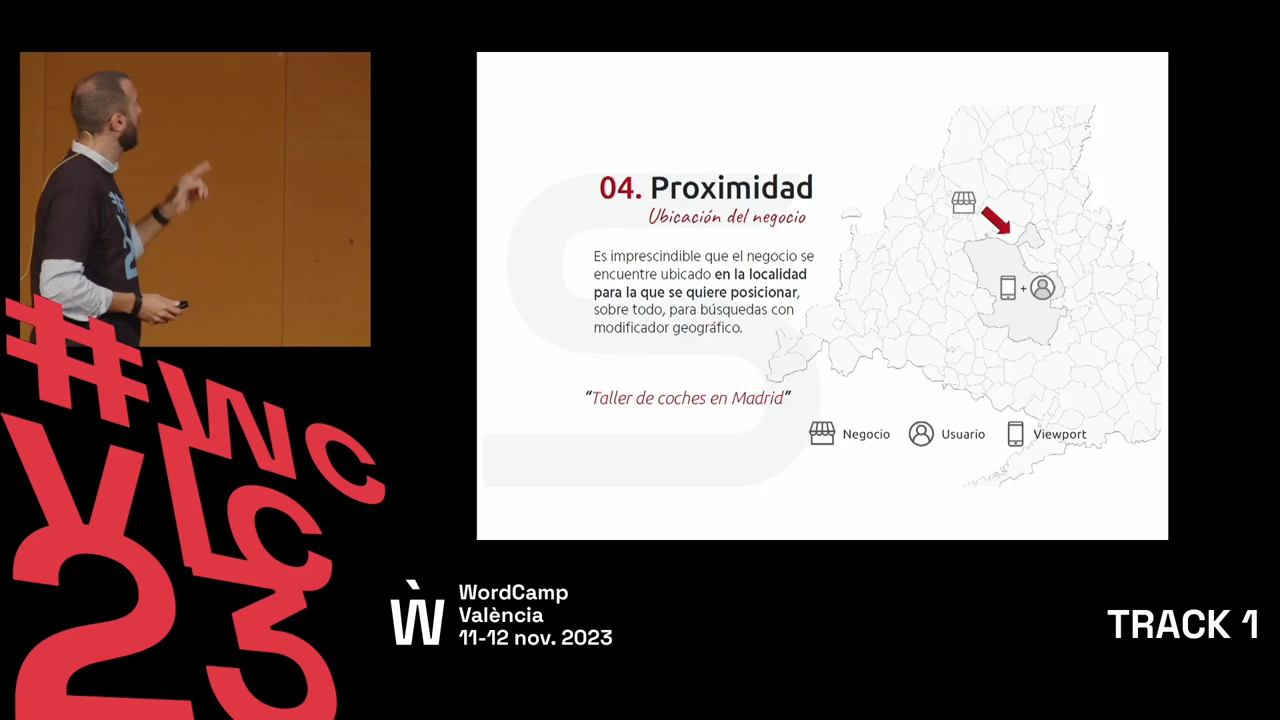 04. Proximidad
Ubicación del negocio
Es imprescindible que el negocio se
encuentre ubicado en la localidad
para la que se quiere posicionar,
sobre todo, para búsquedas con
modificador geográfico.
“Taller de coches en Madrid”
+
Negocio
Usuario
Viewport
#WC
VLC
23
Ẁ
WordCamp
València
11-12 nov. 2023
TRACK 1